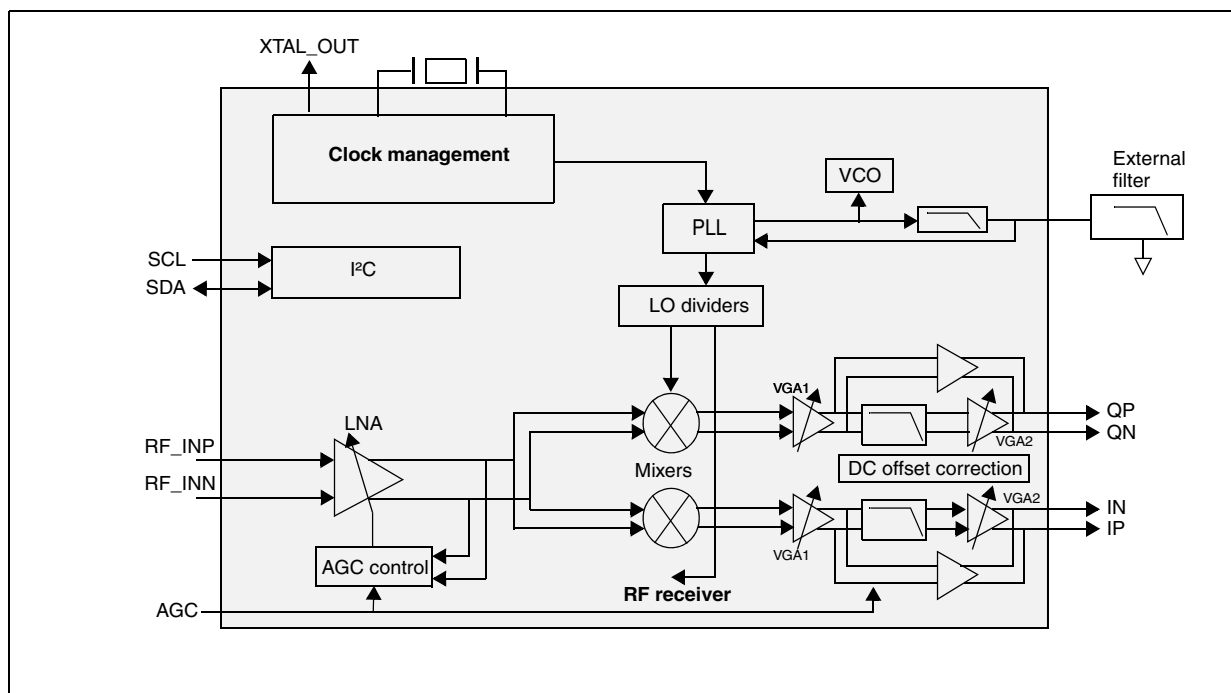 XTAL_OUT
Clock management
External
filter
VCO
PLL
SCL
I²C
SDA
LO dividers
VGA1
LNA
QP
QN
RF_INP
VGA2
Mixers
DC offset correction
RF_INN
VGA2
IN
IP
VGA1
AGC control
RF receiver
AGC